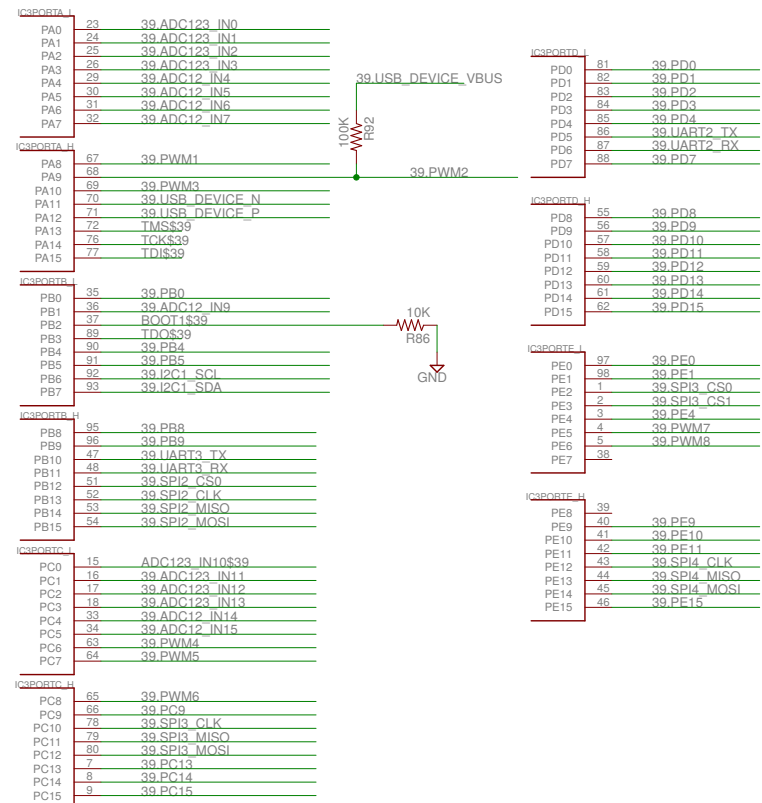 IC3PORTA_L
PA0 23 39.ADC123_IN0
PA1 24 39.ADC123_IN1
PA2 25 39.ADC123_IN2
PA3 26 39.ADC123_IN3
PA4 29 39.ADC12_IN4
PA5 30 39.ADC12_IN5
PA6 31 39.ADC12_IN6
PA7 32 39.ADC12_IN7
39.USB_DEVICE_VBUS
100K
R92
IC3PORTA_H
PA8 67 39.PWM1
PA9 68 39.PWM2
PA10 69 39.PWM3
PA11 70 39.USB_DEVICE_N
PA12 71 39.USB_DEVICE_P
PA13 72 TMS$39
PA14 76 TCK$39
PA15 77 TDI$39
IC3PORTB_L
PB0 35 39.PB0
PB1 36 39.ADC12_IN9
PB2 37 BOOT1$39
PB3 89 TDO$39
PB4 90 39.PB4
PB5 91 39.PB5
PB6 92 39.I2C1_SCL
PB7 93 39.I2C1_SDA
10K
R86
GND
IC3PORTB_H
PB8 95 39.PB8
PB9 96 39.PB9
PB10 47 39.UART3_TX
PB11 48 39.UART3_RX
PB12 51 39.SPI2_CS0
PB13 52 39.SPI2_CLK
PB14 53 39.SPI2_MISO
PB15 54 39.SPI2_MOSI
IC3PORTC_L
PC0 15 ADC123_IN10$39
PC1 16 39.ADC123_IN11
PC2 17 39.ADC123_IN12
PC3 18 39.ADC123_IN13
PC4 33 39.ADC12_IN14
PC5 34 39.ADC12_IN15
PC6 63 39.PWM4
PC7 64 39.PWM5
IC3PORTC_H
PC8 65 39.PWM6
PC9 66 39.PC9
PC10 78 39.SPI3_CLK
PC11 79 39.SPI3_MISO
PC12 80 39.SPI3_MOSI
PC13 7 39.PC13
PC14 8 39.PC14
PC15 9 39.PC15
IC3PORTD_L
PD0 81 39.PD0
PD1 82 39.PD1
PD2 83 39.PD2
PD3 84 39.PD3
PD4 85 39.PD4
PD5 86 39.UART2_TX
PD6 87 39.UART2_RX
PD7 88 39.PD7
IC3PORTD_H
PD8 55 39.PD8
PD9 56 39.PD9
PD10 57 39.PD10
PD11 58 39.PD11
PD12 59 39.PD12
PD13 60 39.PD13
PD14 61 39.PD14
PD15 62 39.PD15
IC3PORTE_L
PE0 97 39.PE0
PE1 98 39.PE1
PE2 1 39.SPI3_CS0
PE3 2 39.SPI3_CS1
PE4 3 39.PE4
PE5 4 39.PWM7
PE6 5 39.PWM8
PE7 38
IC3PORTE_H
PE8 39
PE9 40 39.PE9
PE10 41 39.PE10
PE11 42 39.PE11
PE12 43 39.SPI4_CLK
PE13 44 39.SPI4_MISO
PE14 45 39.SPI4_MOSI
PE15 46 39.PE15